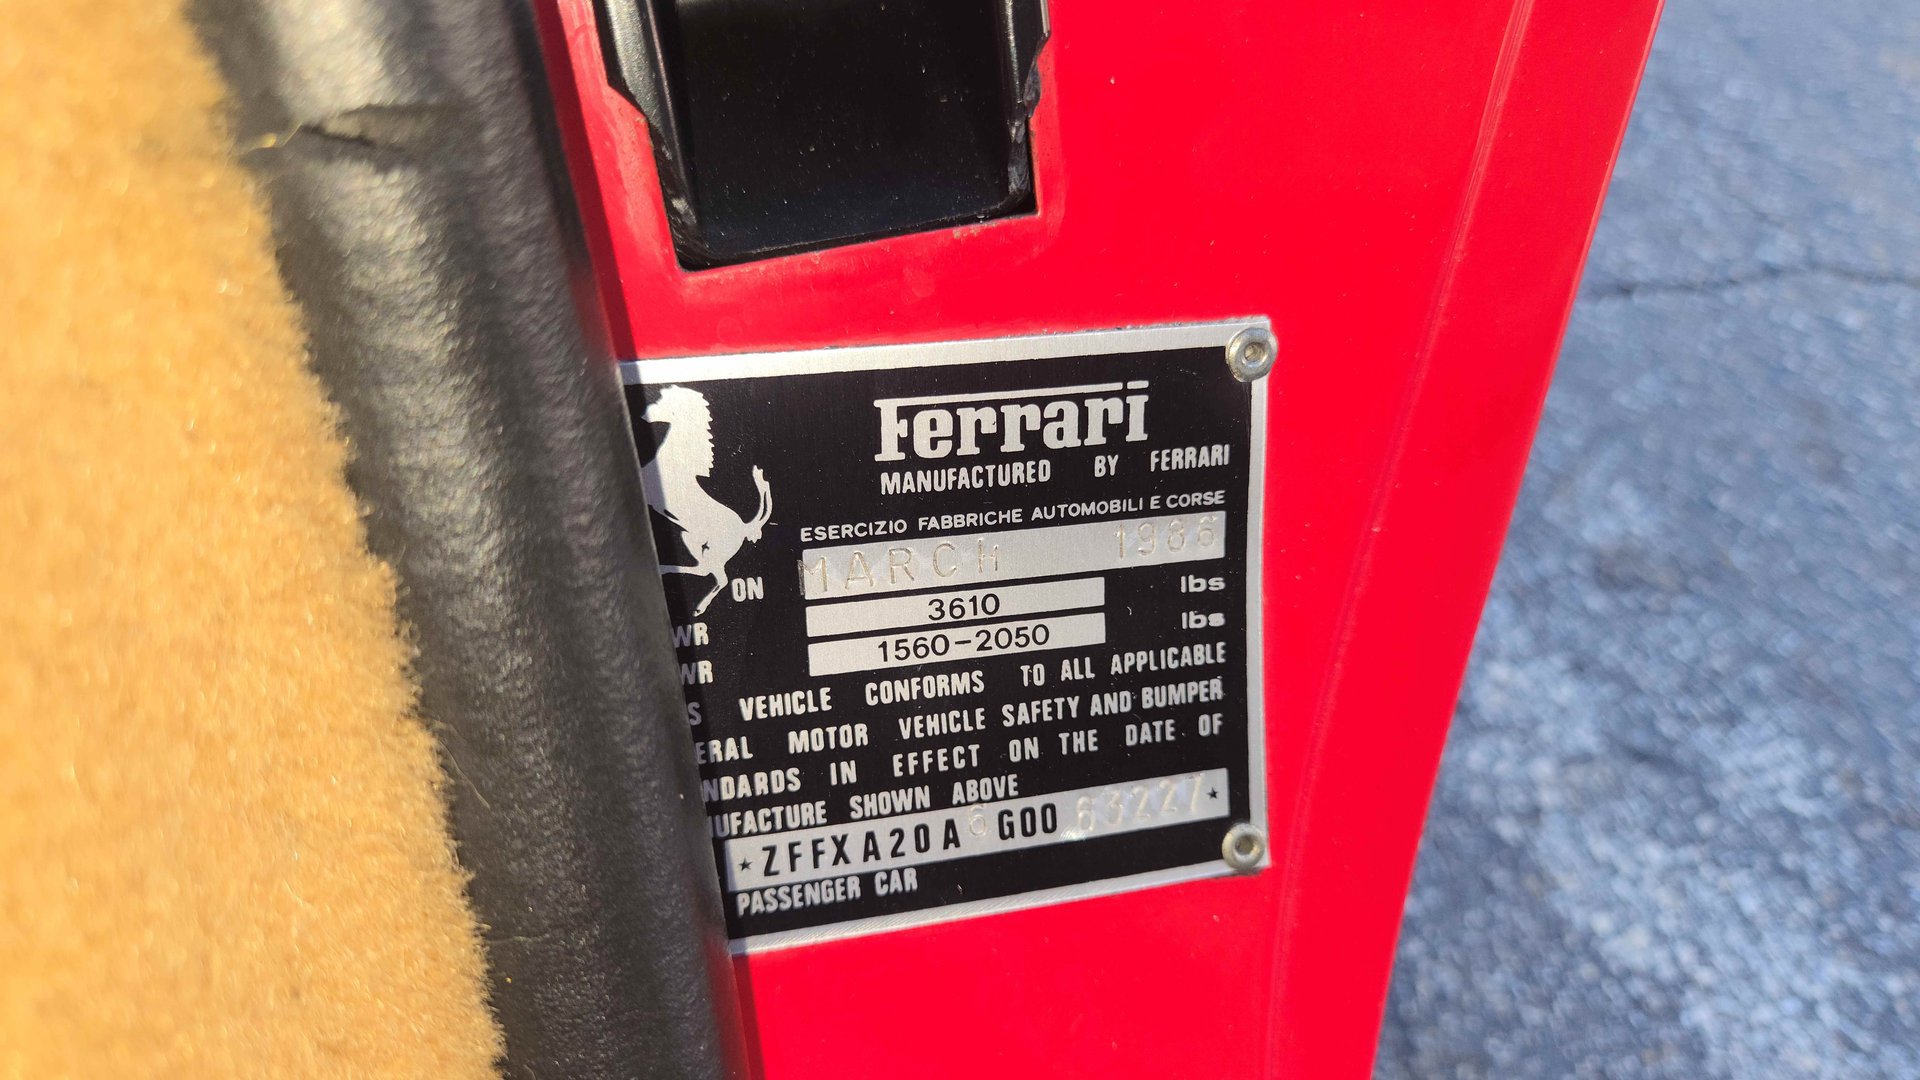 Ferrari
MANUFACTURED BY FERRARI
ESERCIZIO FABBRICHE AUTOMOBILI E CORSE
ON MARCH 1986
WR 3610 lbs
WR 1560-2050 lbs
S VEHICLE CONFORMS TO ALL APPLICABLE
ERAL MOTOR VEHICLE SAFETY AND BUMPER
NDARDS IN EFFECT ON THE DATE OF
UFACTURE SHOWN ABOVE
*ZFFXA20A6G0063227*
PASSENGER CAR